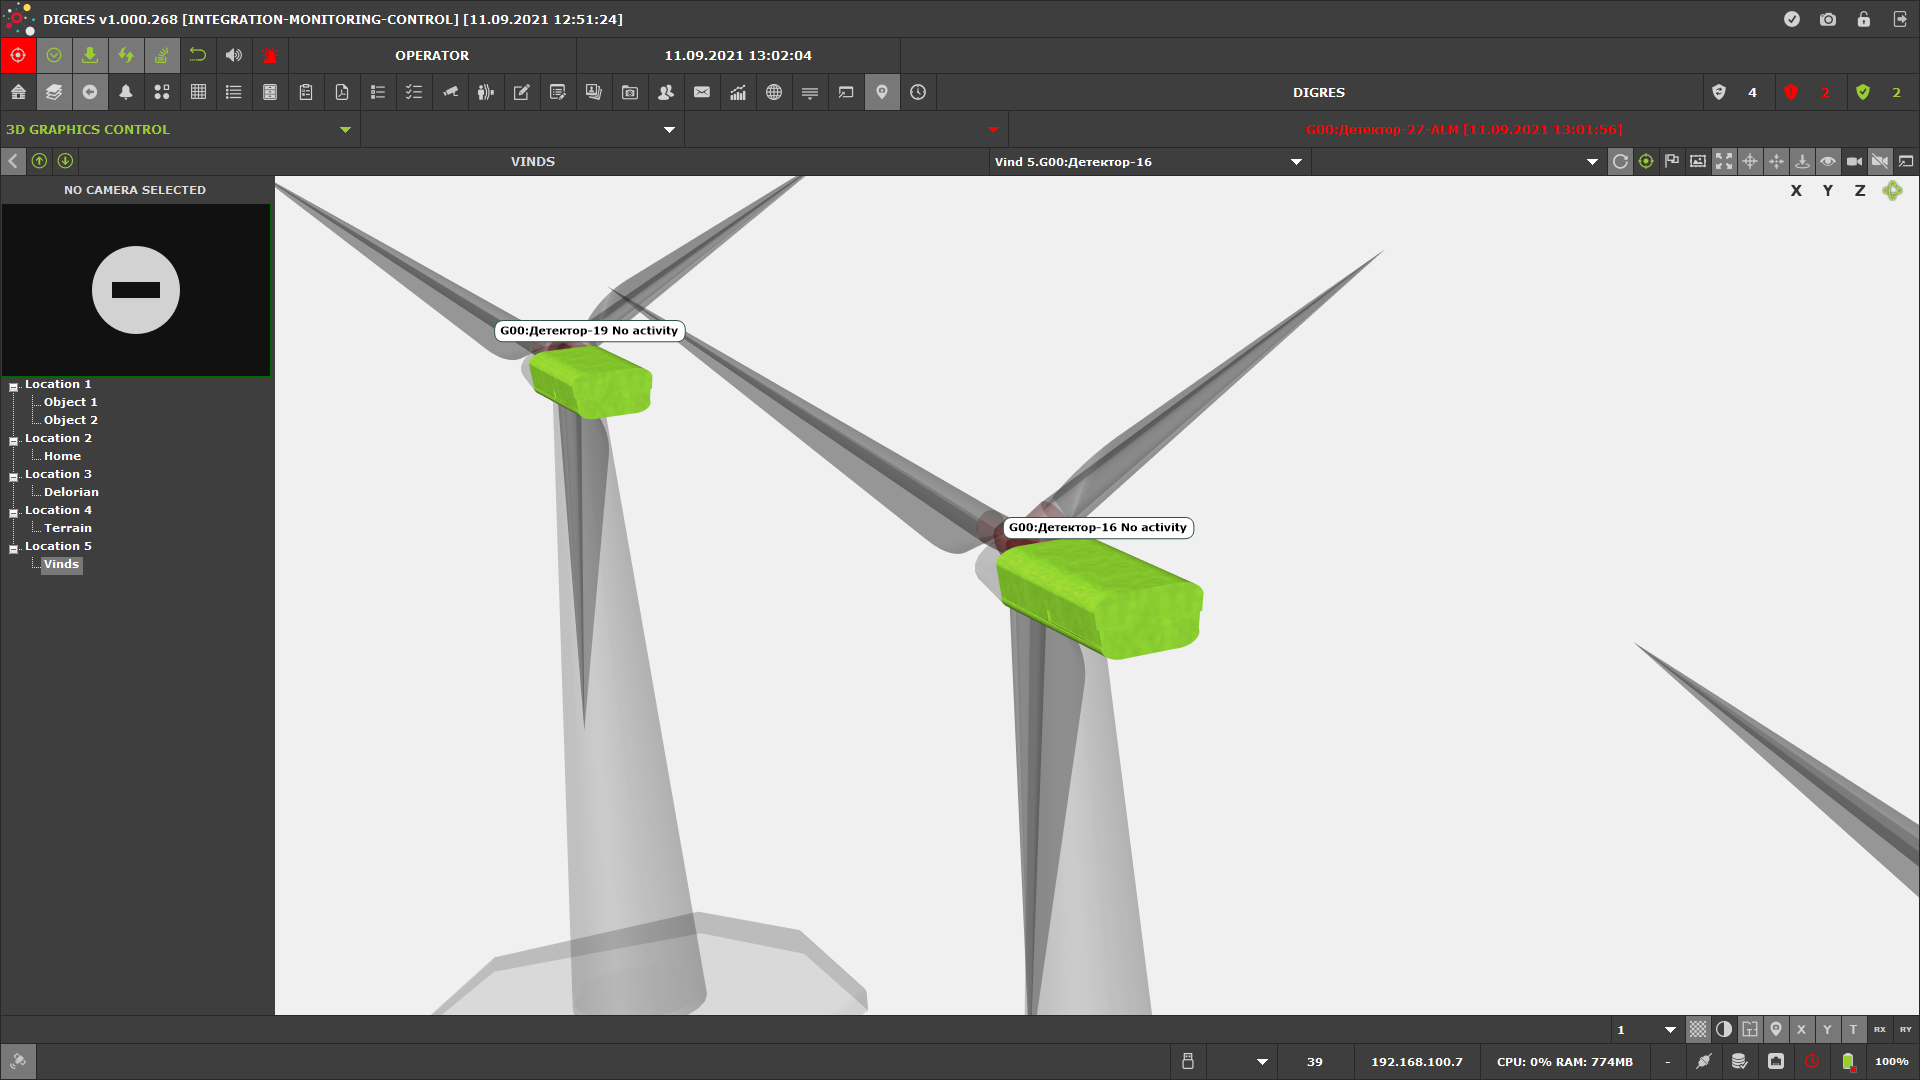 DIGRES v1.000.268 [INTEGRATION-MONITORING-CONTROL] [11.09.2021 12:51:24]
OPERATOR 11.09.2021 13:02:04
DIGRES 4 2 2
3D GRAPHICS CONTROL G00:Детектор-27-ALM [11.09.2021 13:01:56]
VINDS Vind 5.G00:Детектор-16
NO CAMERA SELECTED
X Y Z
G00:Детектор-19 No activity
Location 1
Object 1
Object 2
Location 2
Home
Location 3
Delorian
Location 4
Terrain
Location 5
Vinds
G00:Детектор-16 No activity
1 X Y T RX RY
39 192.168.100.7 CPU: 0% RAM: 774MB - 100%